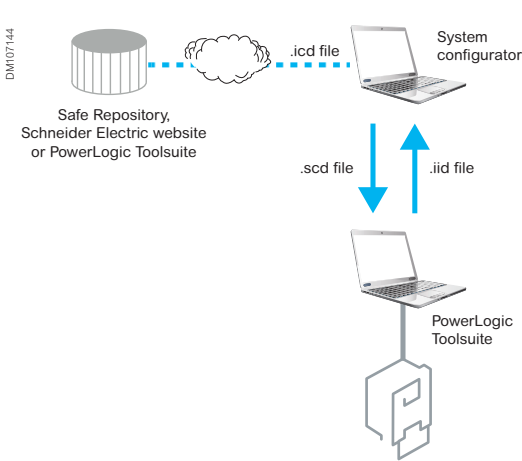 DM107144
.icd file
System
configurator
Safe Repository,
Schneider Electric website
or PowerLogic Toolsuite
.scd file
.iid file
PowerLogic
Toolsuite